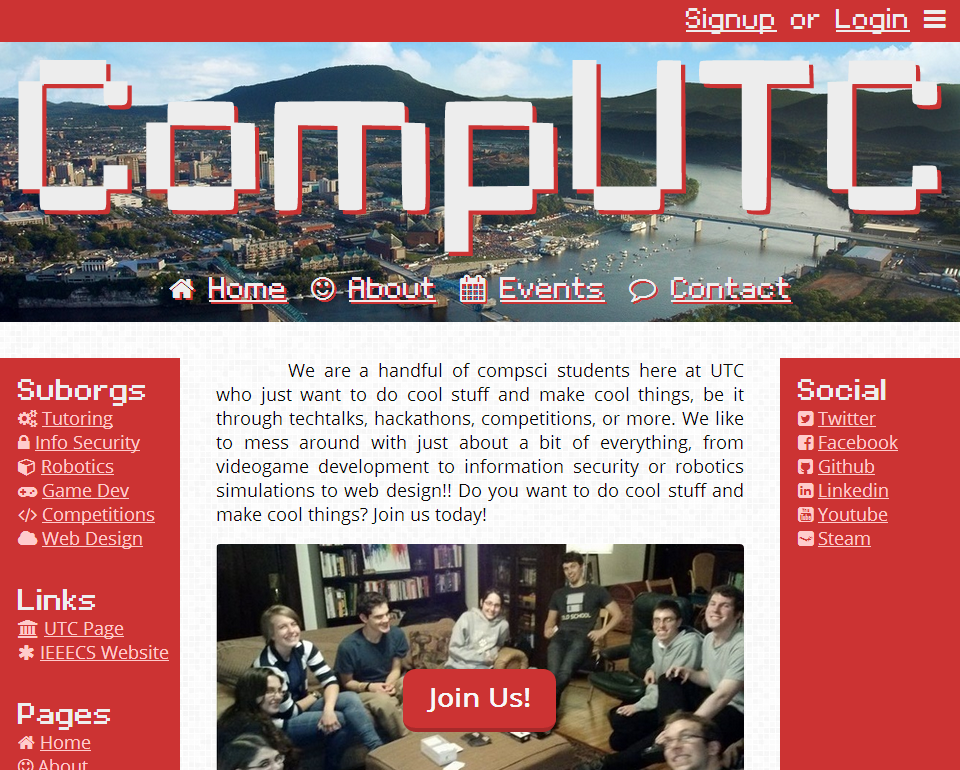 Signup or Login
CompUTC
Home About Events Contact
Suborgs
Tutoring
Info Security
Robotics
Game Dev
Competitions
Web Design
Links
UTC Page
IEEECS Website
Pages
Home
About
We are a handful of compsci students here at UTC
who just want to do cool stuff and make cool things, be it
through techtalks, hackathons, competitions, or more. We like
to mess around with just about a bit of everything, from
videogame development to information security or robotics
simulations to web design!! Do you want to do cool stuff and
make cool things? Join us today!
Join Us!
Social
Twitter
Facebook
Github
Linkedin
Youtube
Steam